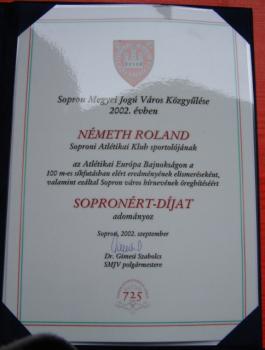 Sopron Megyei Jogú Város Közgyűlése
2002. évben
NÉMETH ROLAND
Soproni Atlétikai Klub sportolójának
az Atlétikai Európa Bajnokságon a
100 m-es síkfutásban elért eredményének elismeréseként,
valamint ezáltal Sopron város hírnevének öregbítéséért
SOPRONÉRT-DÍJAT
adományoz
Sopron, 2002. szeptember
Dr. Gimesi Szabolcs
SMJV polgármestere
725